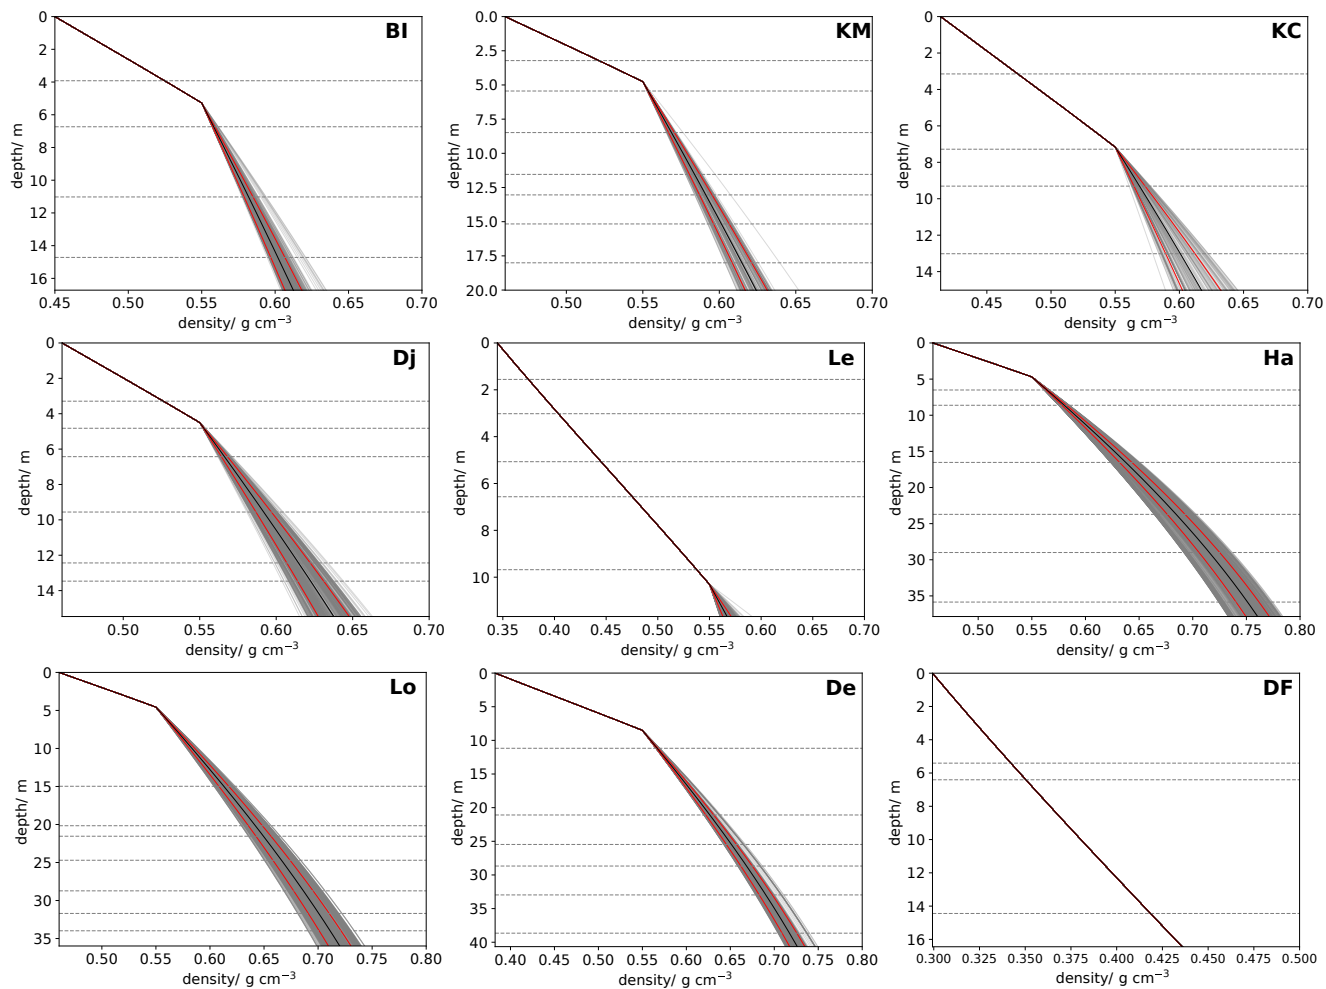 BI
0
2
4
6
8
10
12
14
16
depth/ m
0.45 0.50 0.55 0.60 0.65 0.70
density/ g cm⁻³
KM
0.0
2.5
5.0
7.5
10.0
12.5
15.0
17.5
20.0
depth/ m
0.50 0.55 0.60 0.65 0.70
density/ g cm⁻³
KC
0
2
4
6
8
10
12
14
depth/ m
0.45 0.50 0.55 0.60 0.65 0.70
density g cm⁻³
Dj
0
2
4
6
8
10
12
14
depth/ m
0.50 0.55 0.60 0.65 0.70
density/ g cm⁻³
Le
0
2
4
6
8
10
depth/ m
0.35 0.40 0.45 0.50 0.55 0.60 0.65 0.70
density/ g cm⁻³
Ha
0
5
10
15
20
25
30
35
depth/ m
0.50 0.55 0.60 0.65 0.70 0.75 0.80
density/ g cm⁻³
Lo
0
5
10
15
20
25
30
35
depth/ m
0.50 0.55 0.60 0.65 0.70 0.75 0.80
density/ g cm⁻³
De
0
5
10
15
20
25
30
35
40
depth/ m
0.40 0.45 0.50 0.55 0.60 0.65 0.70 0.75 0.80
density/ g cm⁻³
DF
0
2
4
6
8
10
12
14
16
depth/ m
0.300 0.325 0.350 0.375 0.400 0.425 0.450 0.475 0.500
density/ g cm⁻³